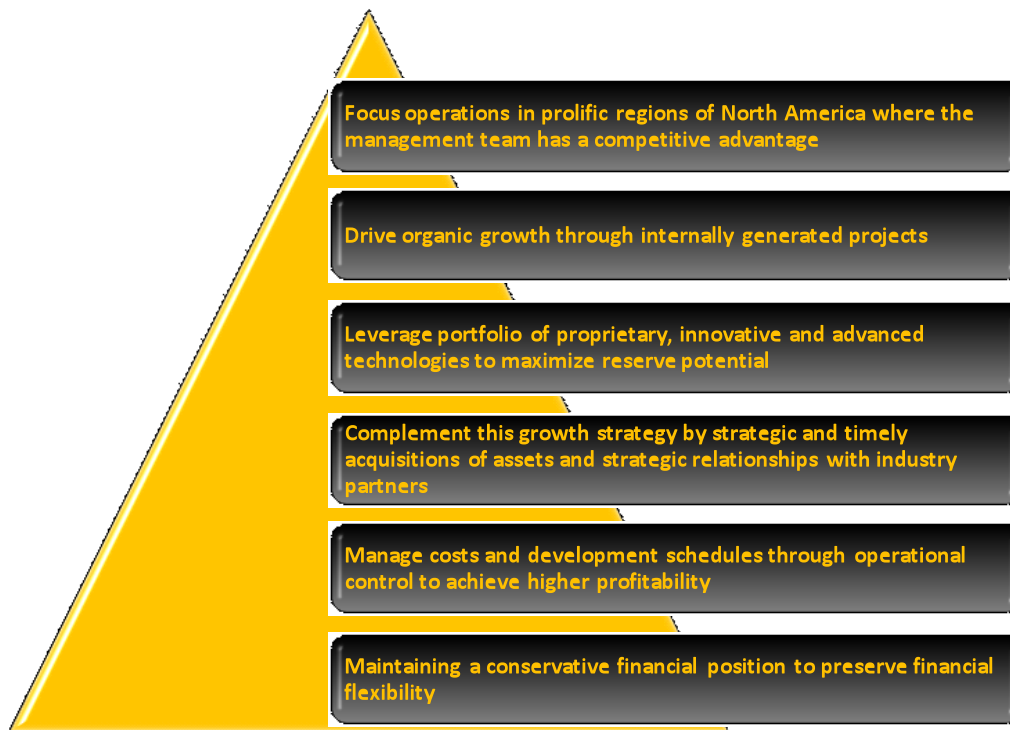 Focus operations in prolific regions of North America where the
management team has a competitive advantage
Drive organic growth through internally generated projects
Leverage portfolio of proprietary, innovative and advanced
technologies to maximize reserve potential
Complement this growth strategy by strategic and timely
acquisitions of assets and strategic relationships with industry
partners
Manage costs and development schedules through operational
control to achieve higher profitability
Maintaining a conservative financial position to preserve financial
flexibility